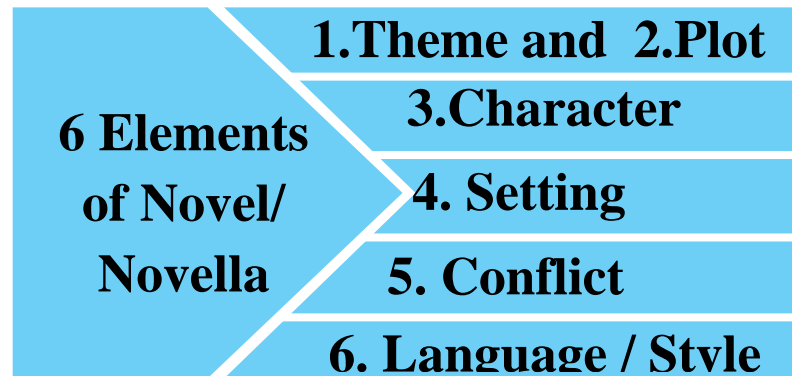 6 Elements
of Novel/
Novella
1.Theme and 2.Plot
3.Character
4. Setting
5. Conflict
6. Language / Style